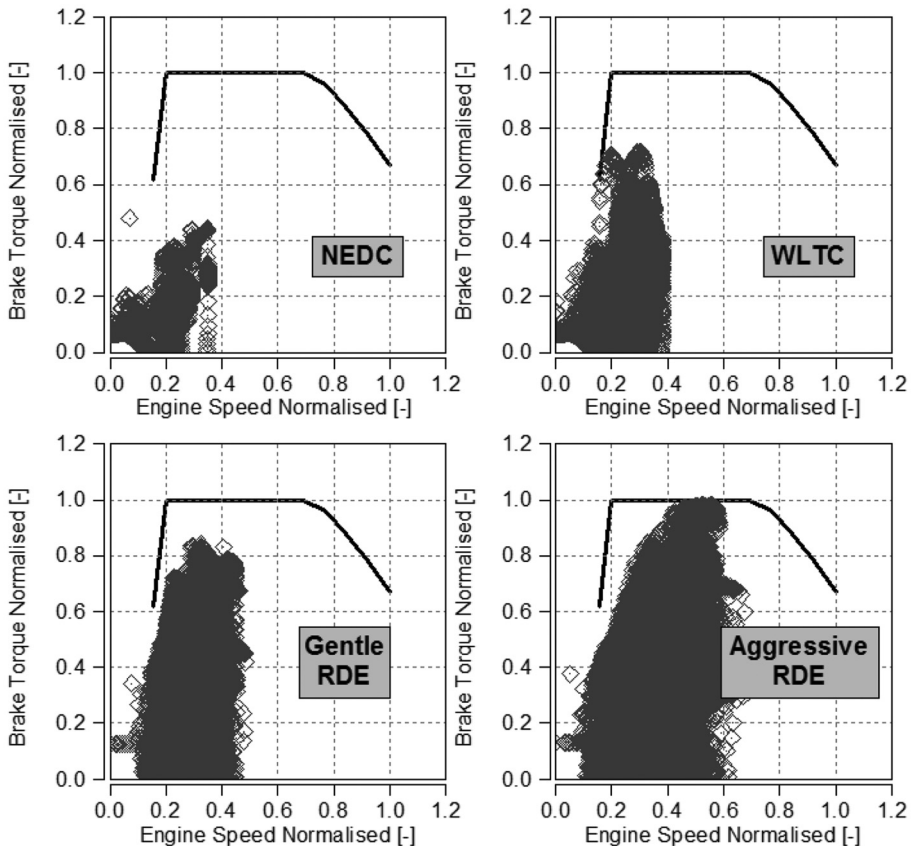 1.2
1.0
0.8
0.6
0.4
0.2
0.0
Brake Torque Normalised [-]
NEDC
0.0 0.2 0.4 0.6 0.8 1.0 1.2
Engine Speed Normalised [-]
1.2
1.0
0.8
0.6
0.4
0.2
0.0
Brake Torque Normalised [-]
WLTC
0.0 0.2 0.4 0.6 0.8 1.0 1.2
Engine Speed Normalised [-]
1.2
1.0
0.8
0.6
0.4
0.2
0.0
Brake Torque Normalised [-]
Gentle
RDE
0.0 0.2 0.4 0.6 0.8 1.0 1.2
Engine Speed Normalised [-]
1.2
1.0
0.8
0.6
0.4
0.2
0.0
Brake Torque Normalised [-]
Aggressive
RDE
0.0 0.2 0.4 0.6 0.8 1.0 1.2
Engine Speed Normalised [-]